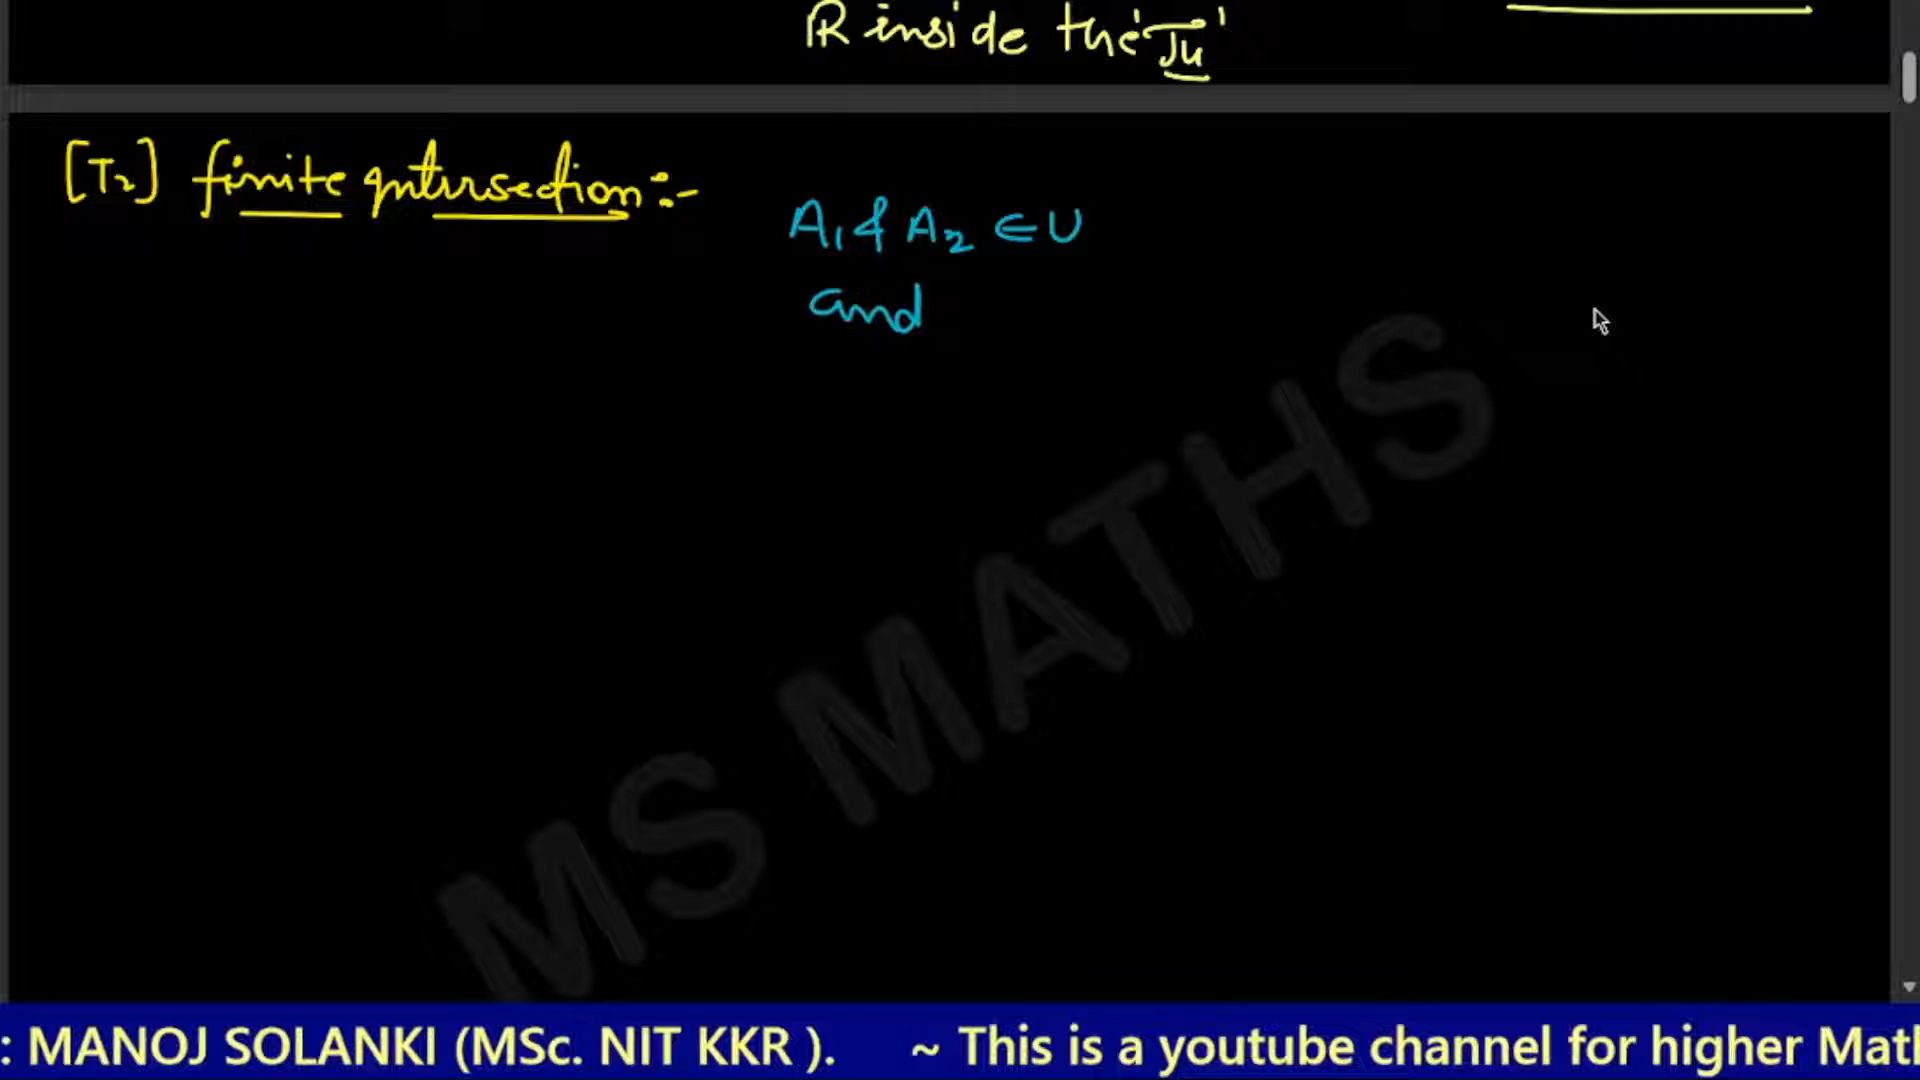 R inside the 'Tu'
[T₂] finite intersection:-
A₁ & A₂ ∈ U
and
MS MATHS
: MANOJ SOLANKI (MSc. NIT KKR ). ~ This is a youtube channel for higher Mat